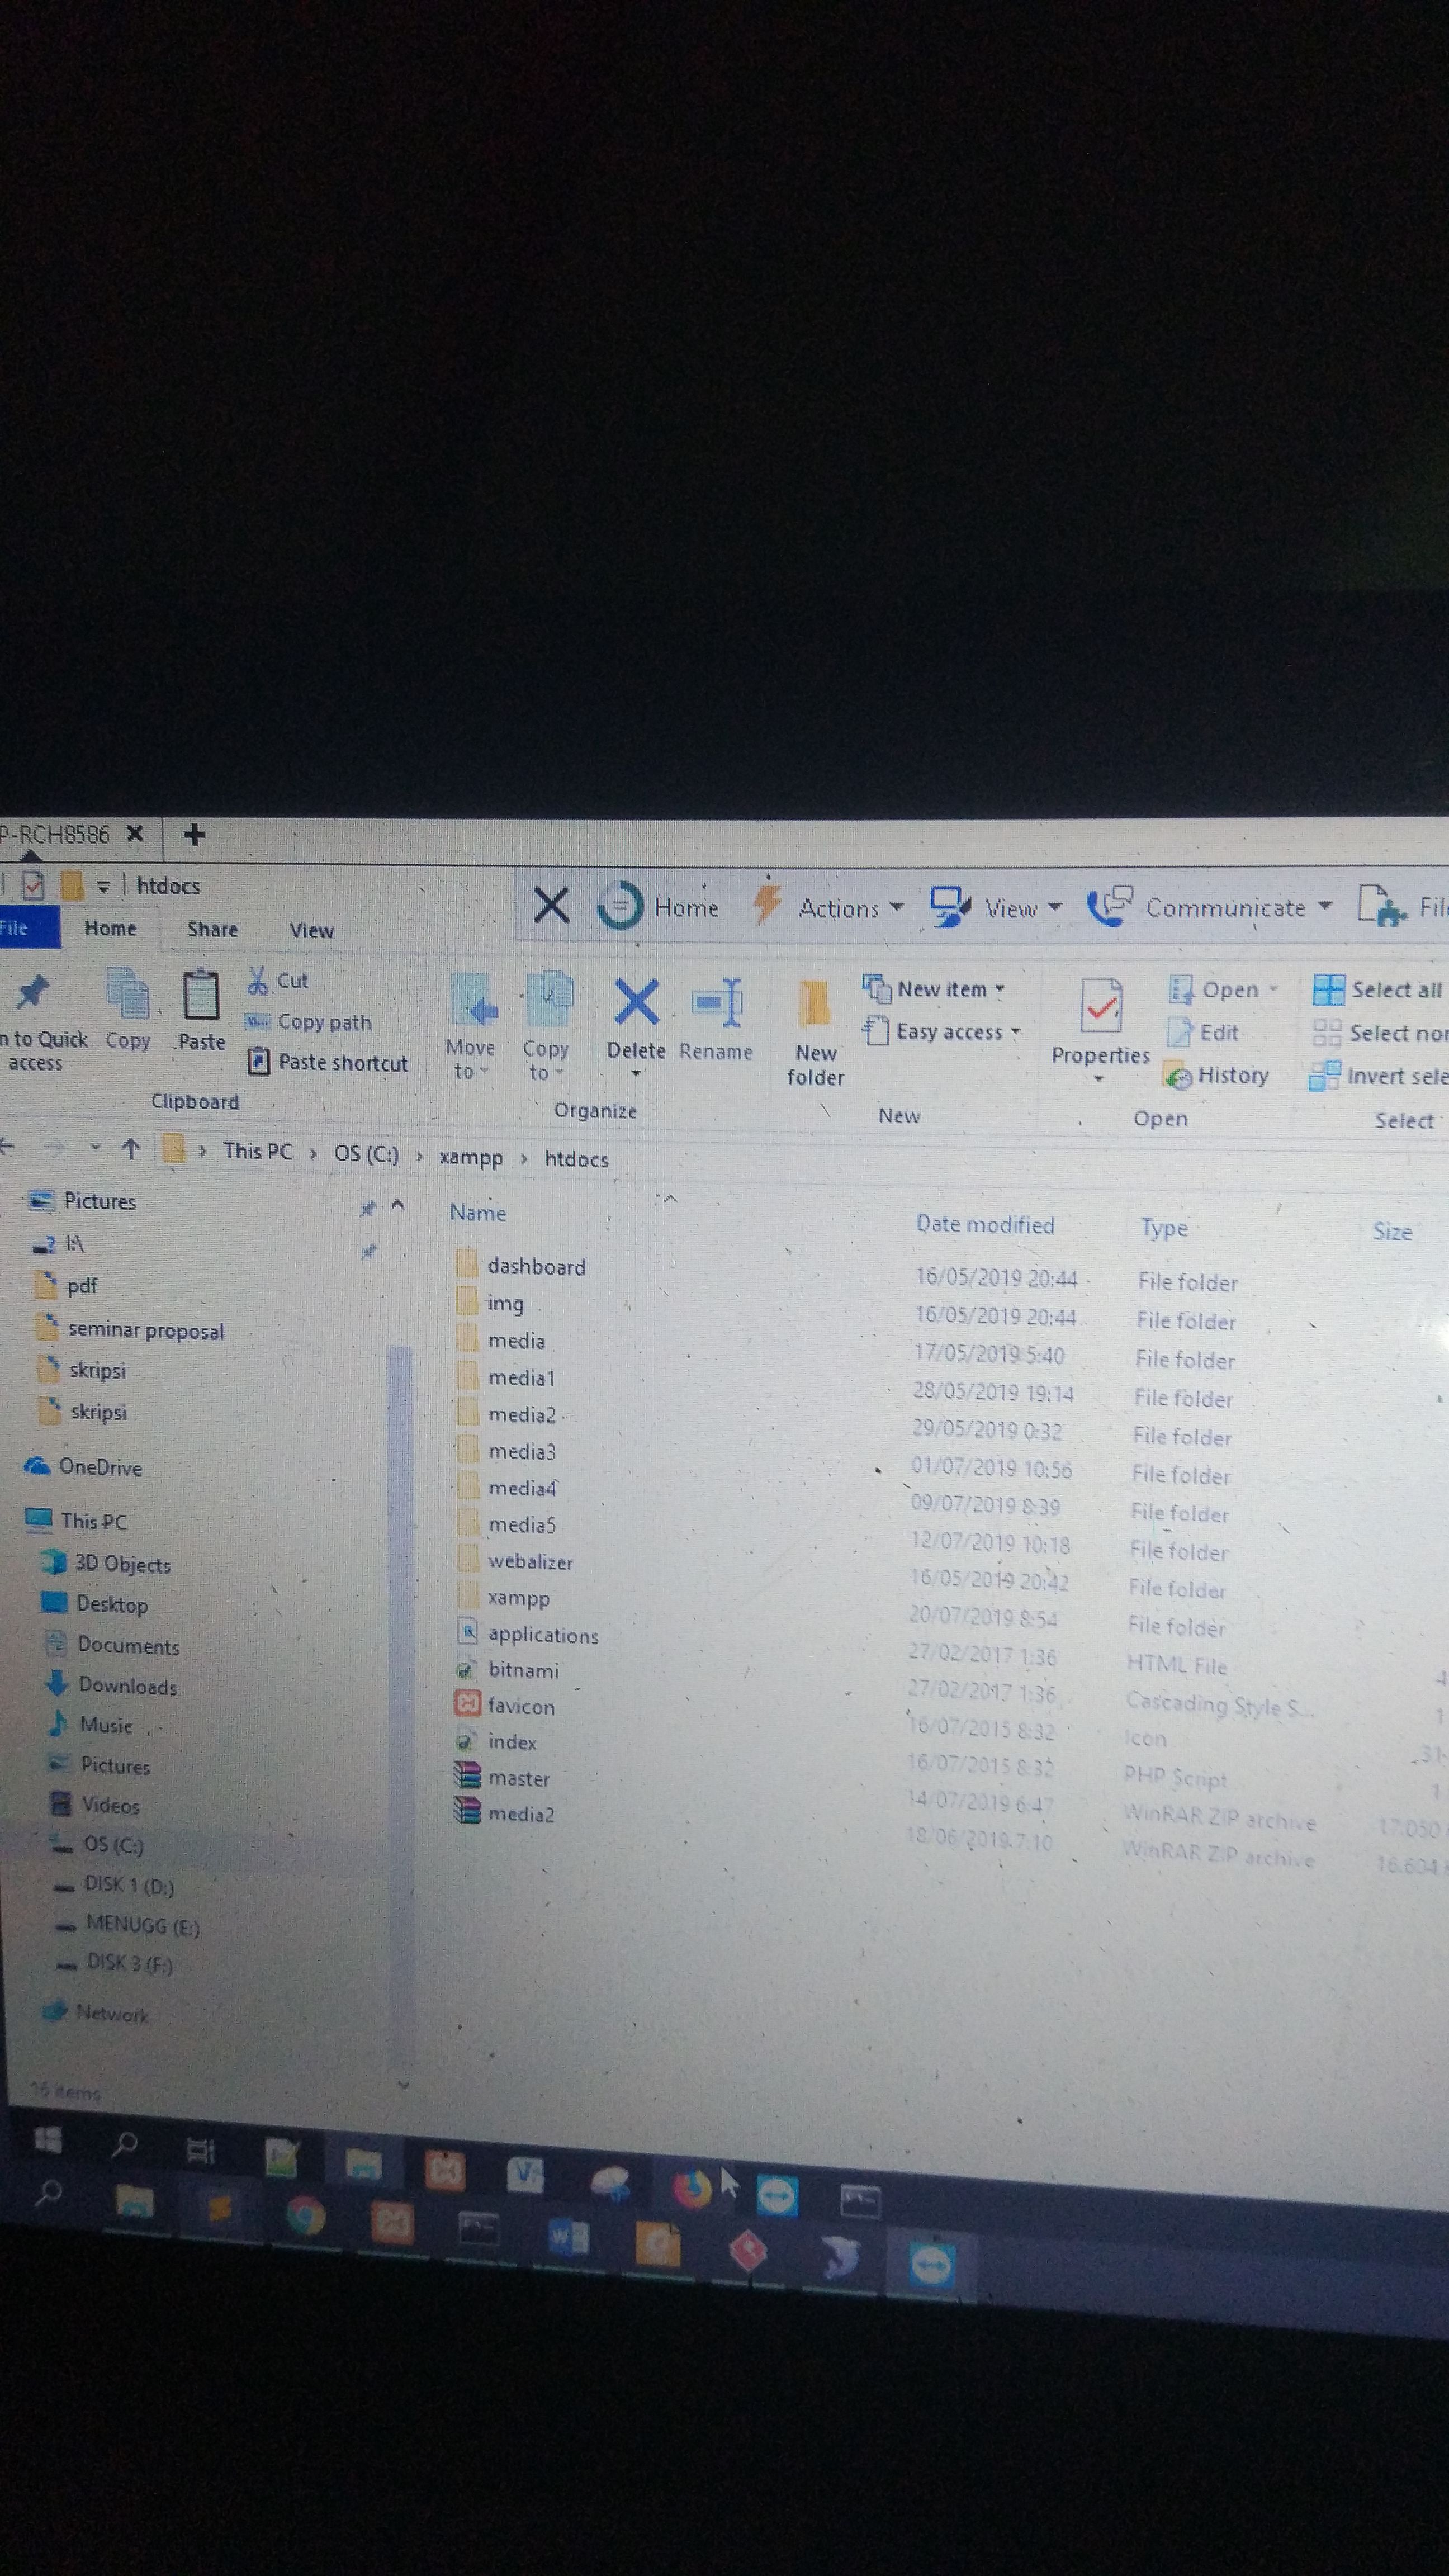 P-RCH8586
htdocs
Home Actions View Communicate
File Home Share View
Cut
Copy path
Paste shortcut
n to Quick access
Copy
Paste
Clipboard
Move to
Copy to
Delete
Rename
Organize
New folder
New item
Easy access
New
Properties
Open
Edit
History
Open
Select all
Select
This PC > OS (C:) > xampp > htdocs
Pictures
I:\
pdf
seminar proposal
skripsi
skripsi
OneDrive
This PC
3D Objects
Desktop
Documents
Downloads
Music
Pictures
Videos
OS (C:)
DISK 1 (D:)
MENUGG (E:)
DISK 3 (F:)
Network
16 items
Name Date modified Type Size
dashboard 16/05/2019 20:44 File folder
img 16/05/2019 20:44 File folder
media 17/05/2019 5:40 File folder
media1 28/05/2019 19:14 File folder
media2 29/05/2019 0:32 File folder
media3 01/07/2019 10:56 File folder
media4 09/07/2019 8:39 File folder
media5 12/07/2019 10:18 File folder
webalizer 16/05/2019 20:42 File folder
xampp 20/07/2019 8:54 File folder
applications 27/02/2017 1:36 HTML File
bitnami 27/02/2017 1:36 Cascading Style S...
favicon 16/07/2015 8:32 Icon
index 16/07/2015 8:32 PHP Script
master 14/07/2019 6:47 WinRAR ZIP archive 17.050
media2 18/06/2019 7:10 WinRAR ZIP archive 16.604